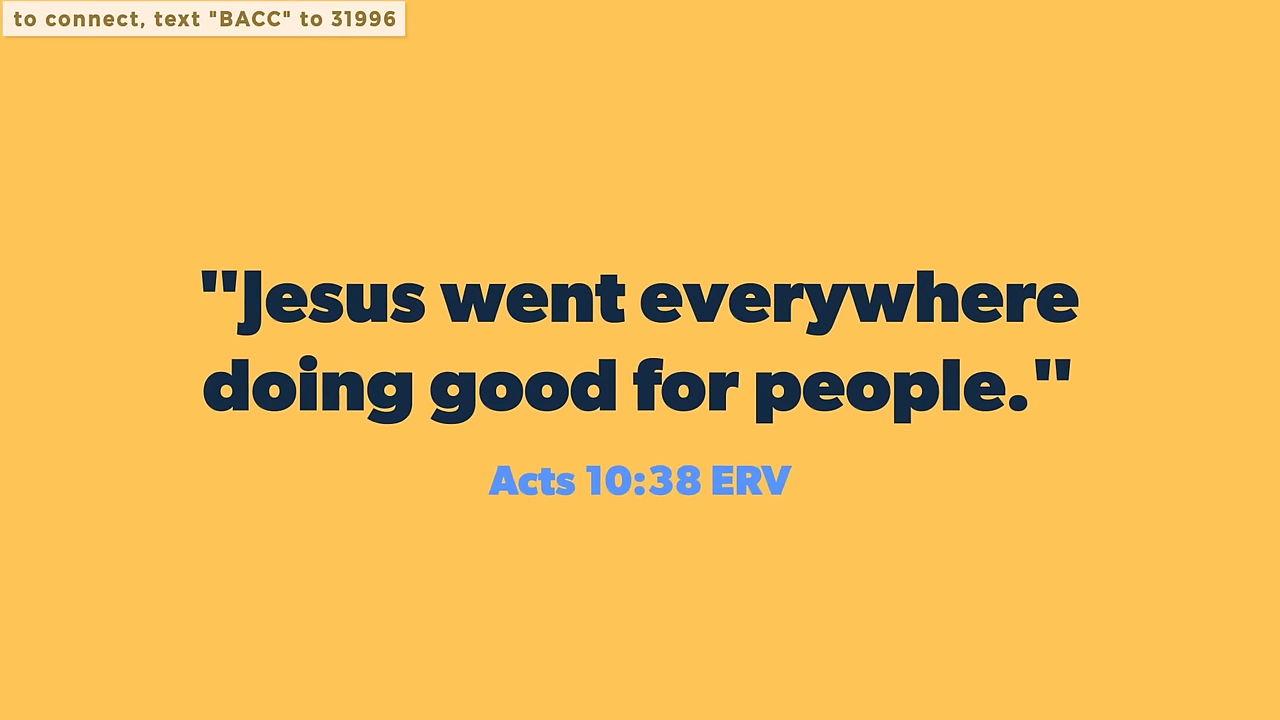 to connect, text "BACC" to 31996
"Jesus went everywhere
doing good for people."
Acts 10:38 ERV